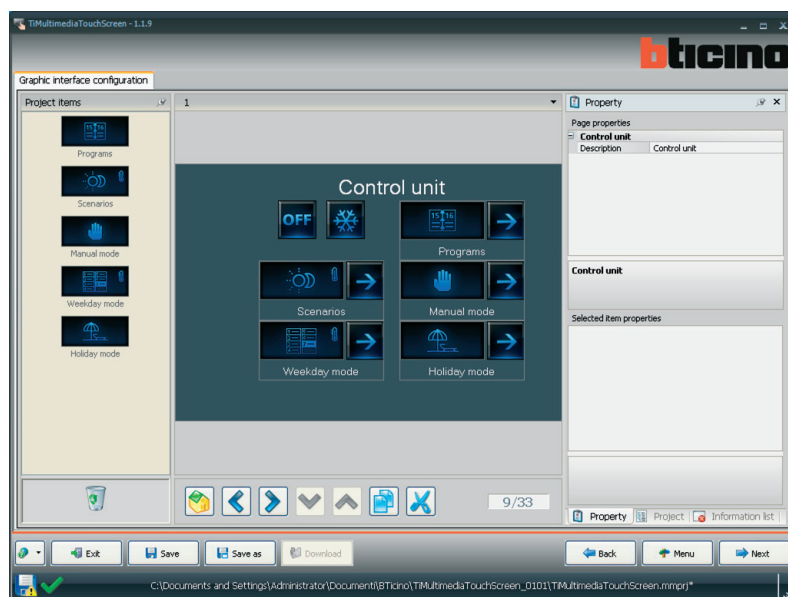 TiMultimediaTouchScreen - 1.1.9
bticino
Graphic interface configuration
Project items
1
Property
Programs
Scenarios
Manual mode
Weekday mode
Holiday mode
Control unit
OFF
15 16
Programs
Scenarios
Manual mode
Weekday mode
Holiday mode
9/33
Page properties
Control unit
Description Control unit
Control unit
Selected item properties
Property Project Information list
Exit Save Save as Download Back Menu Next
C:\Documents and Settings\Administrator\Documenti\BTicino\TiMultimediaTouchScreen_0101\TiMultimediaTouchScreen.mmprj*